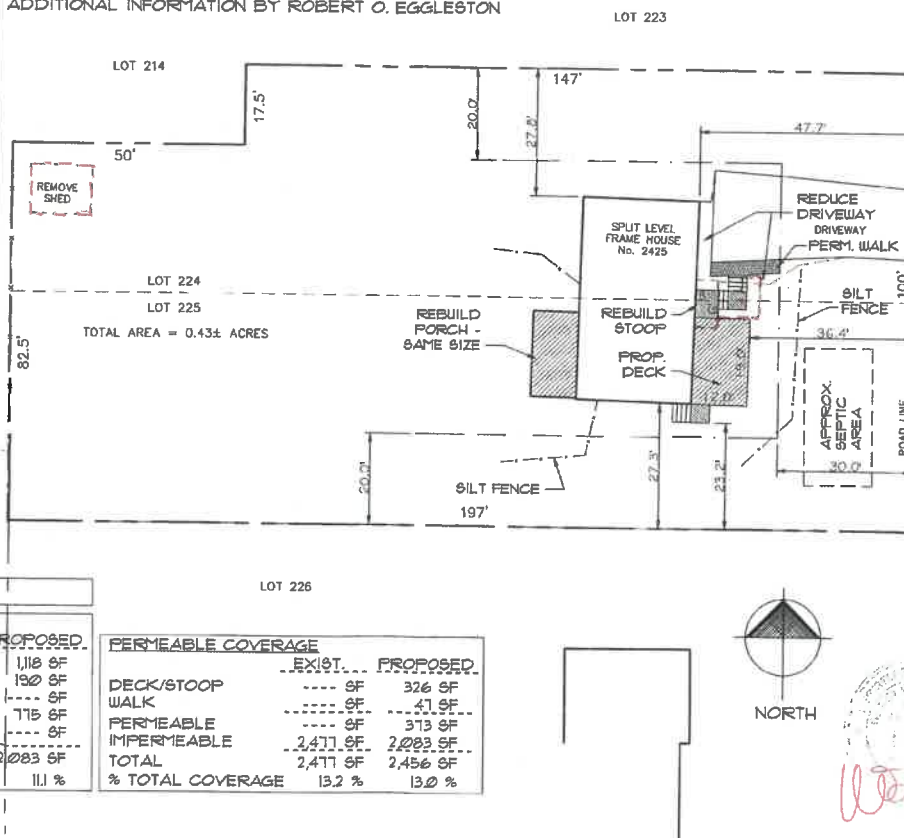 ADDITIONAL INFORMATION BY ROBERT O. EGGLESTON
LOT 223
LOT 214
147'
17.5'
20.0'
27.8'
47.7'
50'
REMOVE
SHED
SPLIT LEVEL
FRAME HOUSE
No. 2425
REDUCE
DRIVEWAY
DRIVEWAY
PERM. WALK
LOT 224
LOT 225
TOTAL AREA = 0.43± ACRES
REBUILD
PORCH -
SAME SIZE
REBUILD
STOOP
SILT
FENCE
100'
36.4'
82.5'
PROP.
DECK
19.0'
12.0'
APPROX.
SEPTIC
AREA
ROAD LINE
20.0'
27.3'
23.2'
30.0'
SILT FENCE
197'
LOT 226
ROPOSED
1,118 SF
190 SF
---- SF
775 SF
---- SF
2,083 SF
11.1 %
PERMEABLE COVERAGE
EXIST. PROPOSED
DECK/STOOP ---- SF 326 SF
WALK ---- SF 47 SF
PERMEABLE ---- SF 373 SF
IMPERMEABLE 2,477 SF 2,083 SF
TOTAL 2,477 SF 2,456 SF
% TOTAL COVERAGE 13.2 % 13.0 %
NORTH